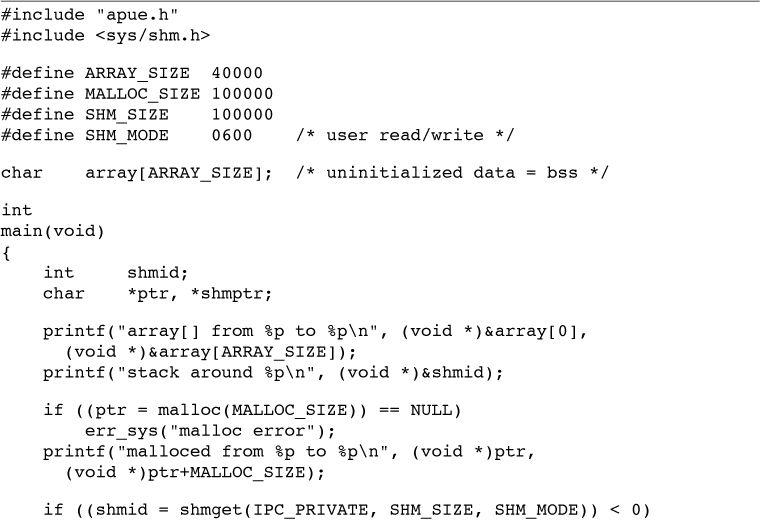 #include "apue.h"
#include <sys/shm.h>
#define ARRAY_SIZE  40000
#define MALLOC_SIZE 100000
#define SHM_SIZE    100000
#define SHM_MODE    0600    /* user read/write */
char    array[ARRAY_SIZE];  /* uninitialized data = bss */
int
main(void)
{
    int     shmid;
    char    *ptr, *shmptr;
    printf("array[] from %p to %p\n", (void *)&array[0],
      (void *)&array[ARRAY_SIZE]);
    printf("stack around %p\n", (void *)&shmid);
    if ((ptr = malloc(MALLOC_SIZE)) == NULL)
        err_sys("malloc error");
    printf("malloced from %p to %p\n", (void *)ptr,
      (void *)ptr+MALLOC_SIZE);
    if ((shmid = shmget(IPC_PRIVATE, SHM_SIZE, SHM_MODE)) < 0)